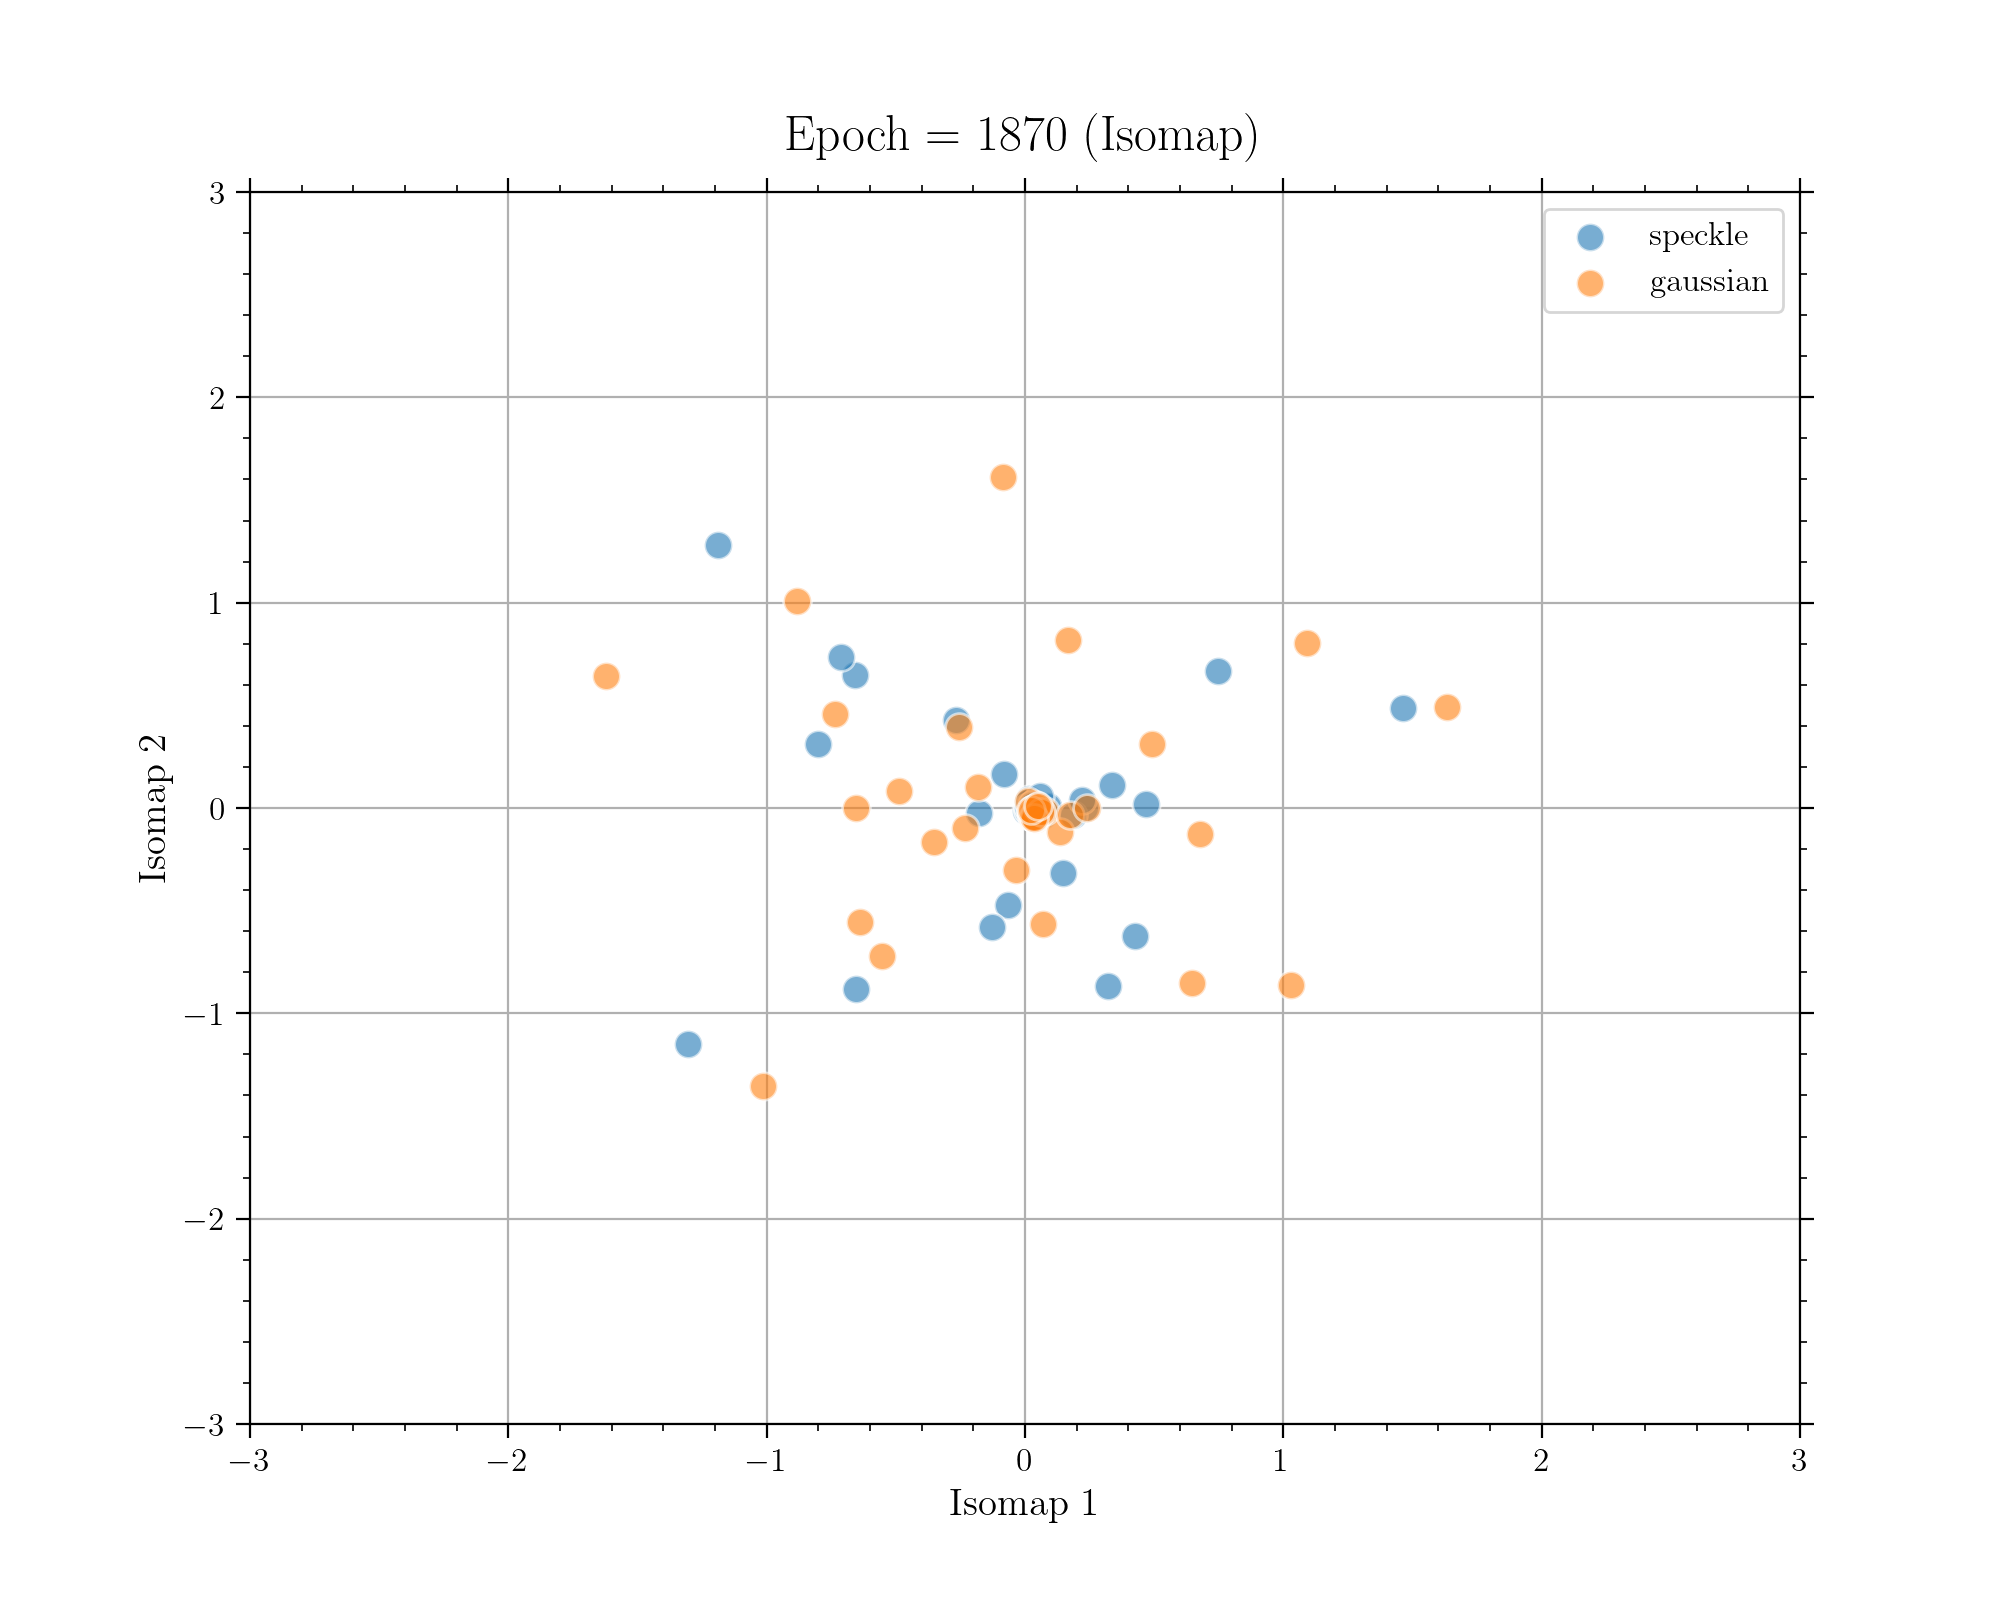 Epoch = 1870 (Isomap)
speckle
gaussian
3
2
1
0
−1
−2
−3
Isomap 2
−3
−2
−1
0
1
2
3
Isomap 1